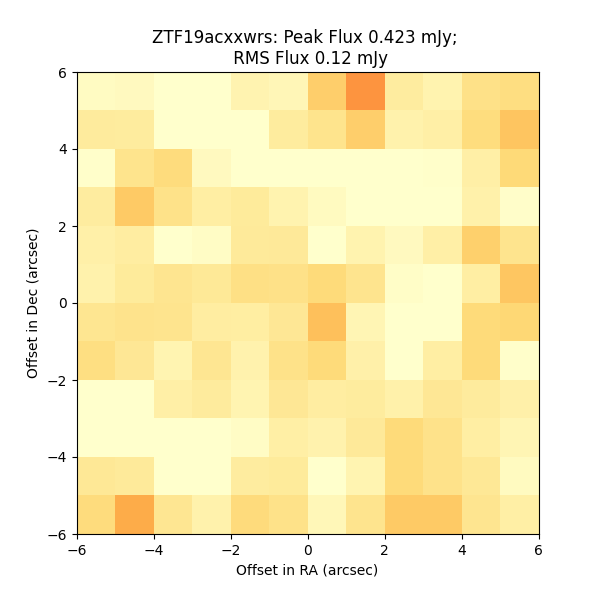 ZTF19acxxwrs: Peak Flux 0.423 mJy;
RMS Flux 0.12 mJy
6
4
2
0
−2
−4
−6
Offset in Dec (arcsec)
−6 −4 −2 0 2 4 6
Offset in RA (arcsec)